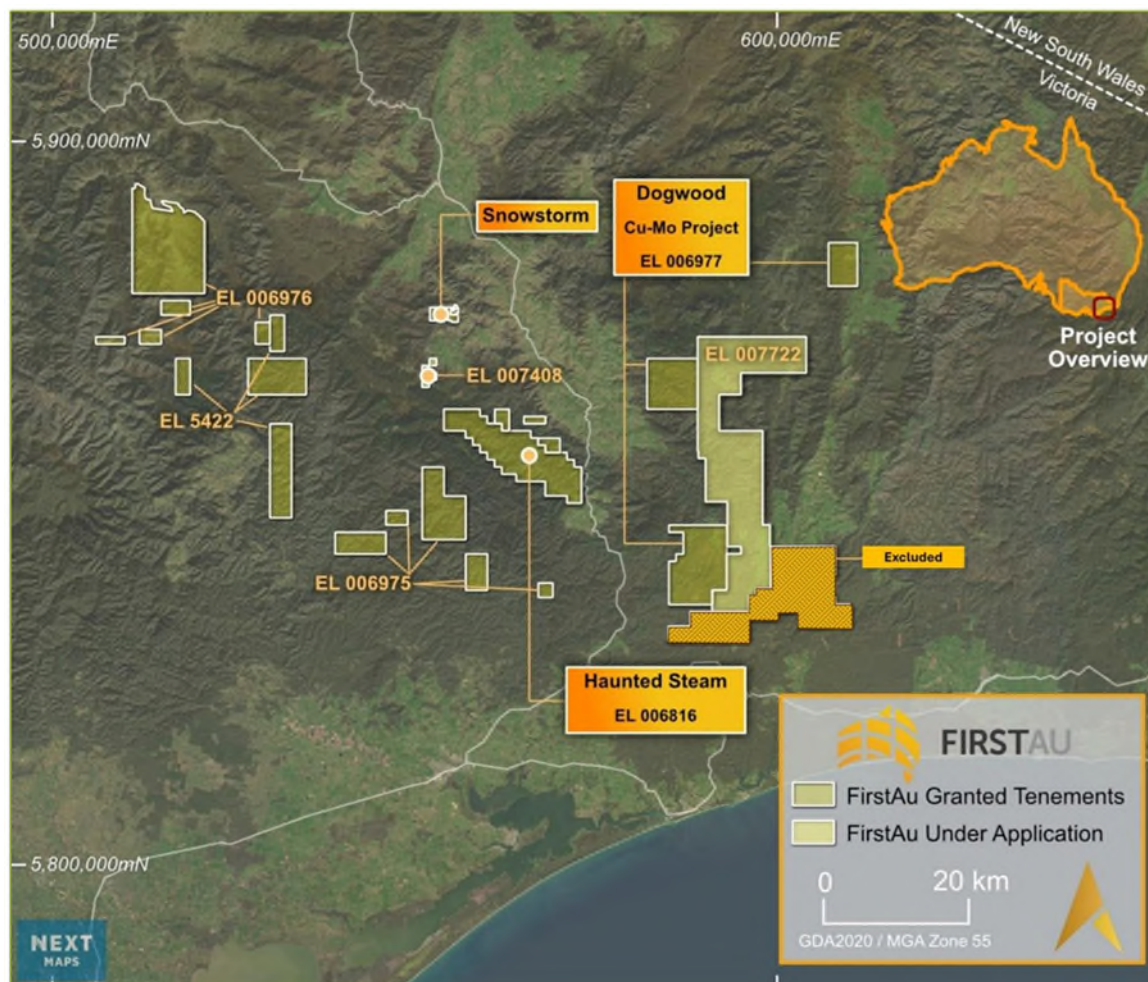 500,000mE
600,000mE
New South Wales
Victoria
5,900,000mN
Snowstorm
Dogwood
Cu-Mo Project
EL 006977
EL 006976
Project
Overview
EL 007722
EL 007408
EL 5422
Excluded
EL 006975
Haunted Steam
EL 006816
FIRSTAU
FirstAu Granted Tenements
FirstAu Under Application
5,800,000mN
0 20 km
GDA2020 / MGA Zone 55
NEXT
MAPS